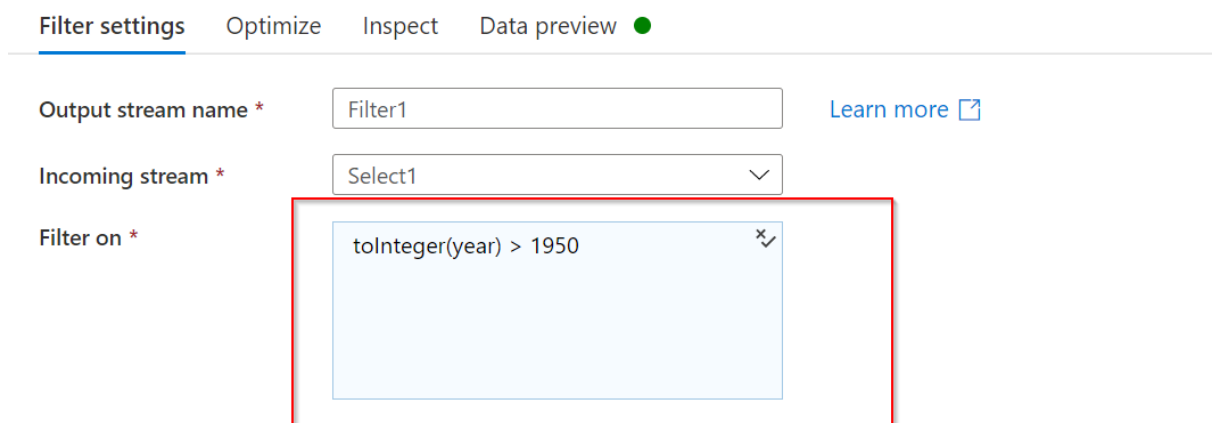 Filter settings Optimize Inspect Data preview
Output stream name * Filter1 Learn more
Incoming stream * Select1
Filter on * toInteger(year) > 1950